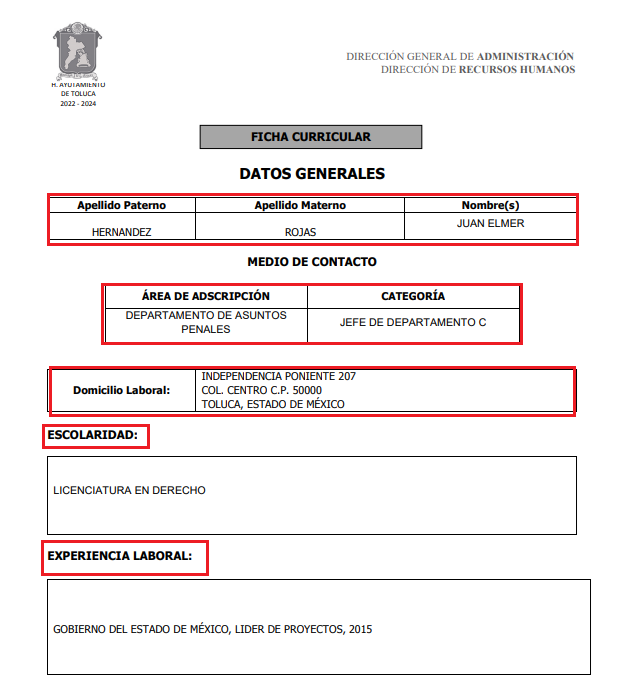 H. AYUTAMIENTO
DE TOLUCA
2022 - 2024
DIRECCIÓN GENERAL DE ADMINISTRACIÓN
DIRECCIÓN DE RECURSOS HUMANOS
FICHA CURRICULAR
DATOS GENERALES
Apellido Paterno Apellido Materno Nombre(s)
HERNANDEZ ROJAS JUAN ELMER
MEDIO DE CONTACTO
ÁREA DE ADSCRIPCIÓN CATEGORÍA
DEPARTAMENTO DE ASUNTOS
PENALES JEFE DE DEPARTAMENTO C
Domicilio Laboral:
INDEPENDENCIA PONIENTE 207
COL. CENTRO C.P. 50000
TOLUCA, ESTADO DE MÉXICO
ESCOLARIDAD:
LICENCIATURA EN DERECHO
EXPERIENCIA LABORAL:
GOBIERNO DEL ESTADO DE MÉXICO, LIDER DE PROYECTOS, 2015